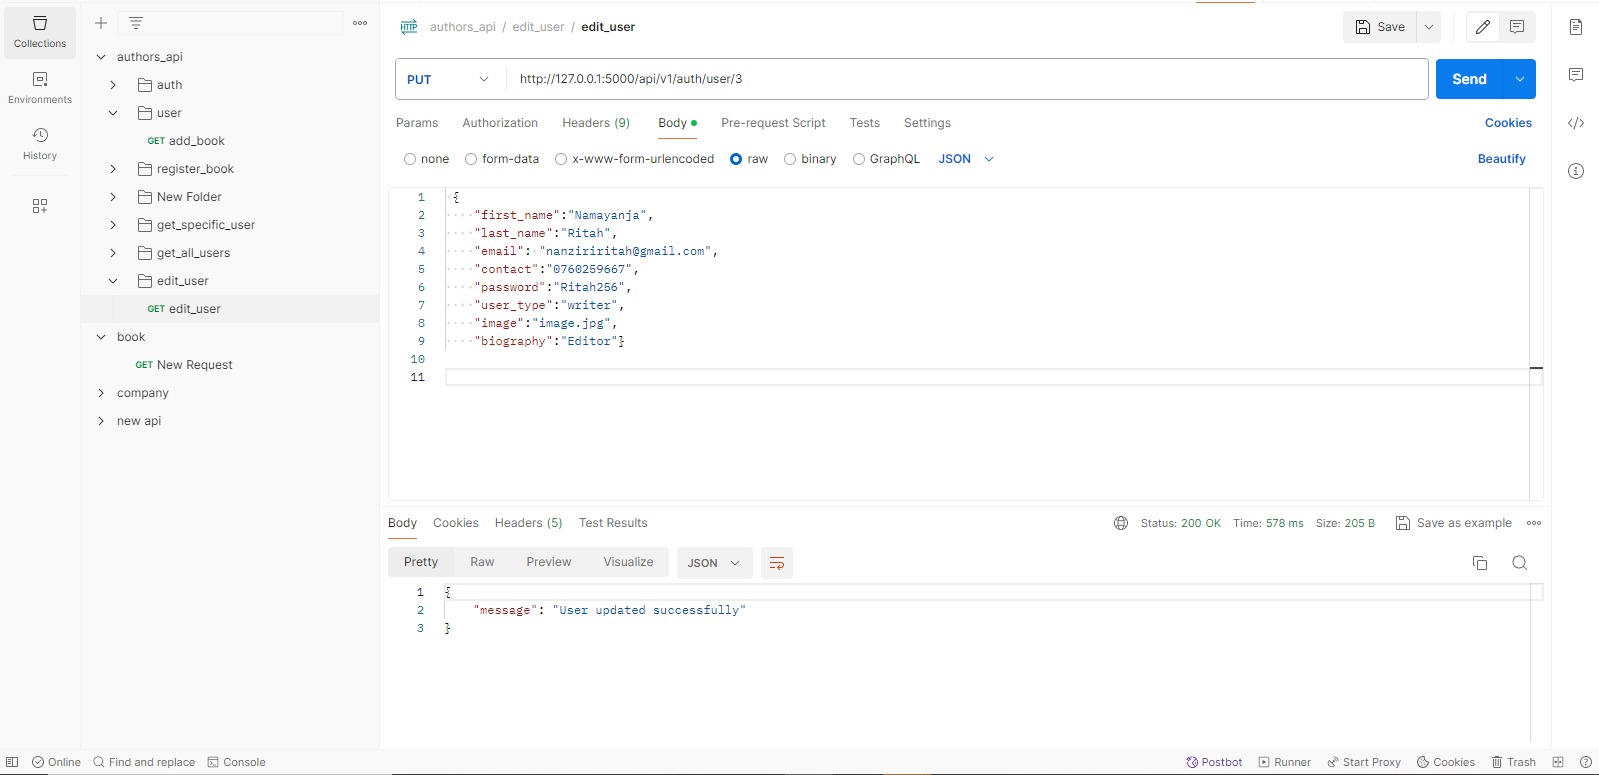 Collections
Environments
History
authors_api
auth
user
GET add_book
register_book
New Folder
get_specific_user
get_all_users
edit_user
GET edit_user
book
GET New Request
company
new api
HTTP authors_api / edit_user / edit_user
Save
PUT http://127.0.0.1:5000/api/v1/auth/user/3
Send
Params Authorization Headers (9) Body Pre-request Script Tests Settings Cookies
none form-data x-www-form-urlencoded raw binary GraphQL JSON Beautify
1 {
2 "first_name":"Namayanja",
3 "last_name":"Ritah",
4 "email": "nanziriritah@gmail.com",
5 "contact":"0760259667",
6 "password":"Ritah256",
7 "user_type":"writer",
8 "image":"image.jpg",
9 "biography":"Editor"}
10
11
Body Cookies Headers (5) Test Results Status: 200 OK Time: 578 ms Size: 205 B Save as example
Pretty Raw Preview Visualize JSON
1 {
2 "message": "User updated successfully"
3 }
Online Find and replace Console Postbot Runner Start Proxy Cookies Trash